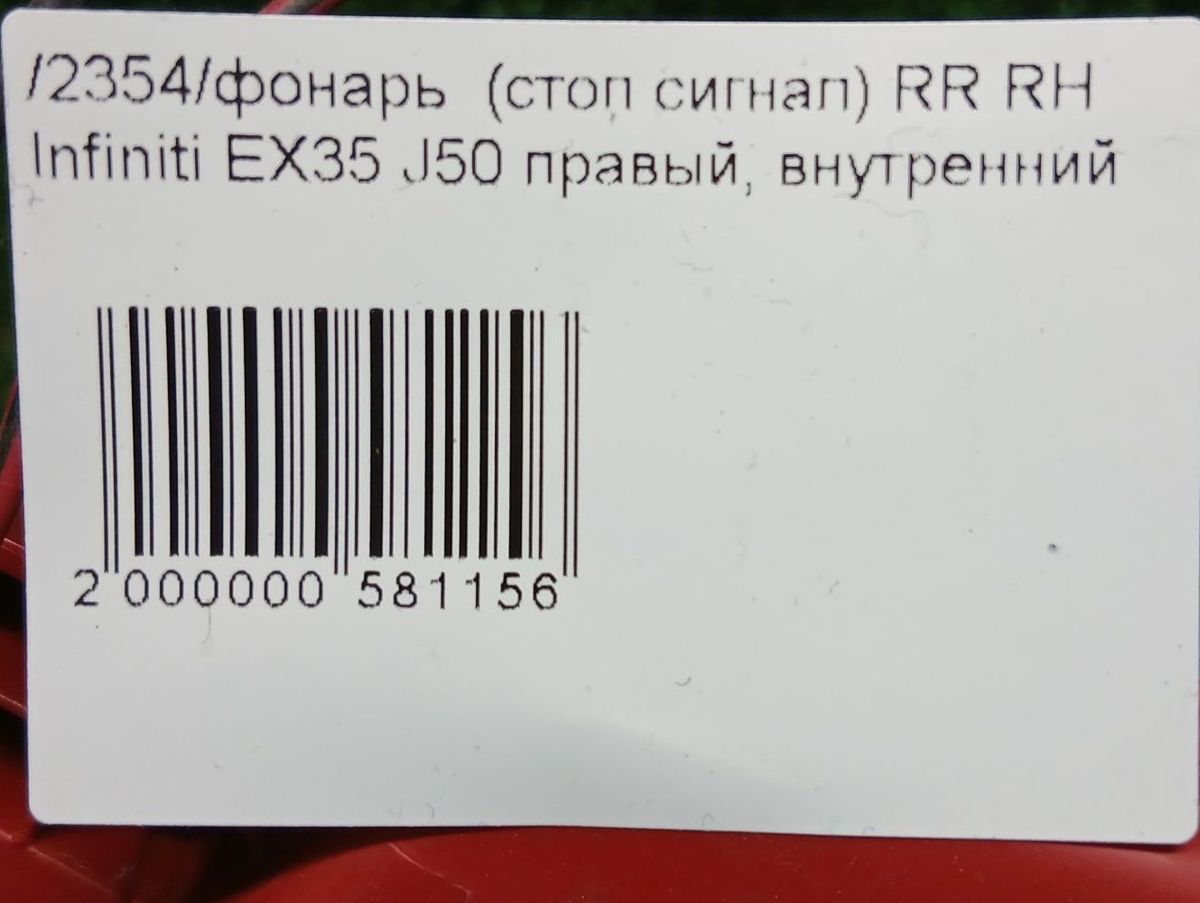 /2354/фонарь (стоп сигнал) RR RH
Infiniti EX35 J50 правый, внутренний
2 000000 581156